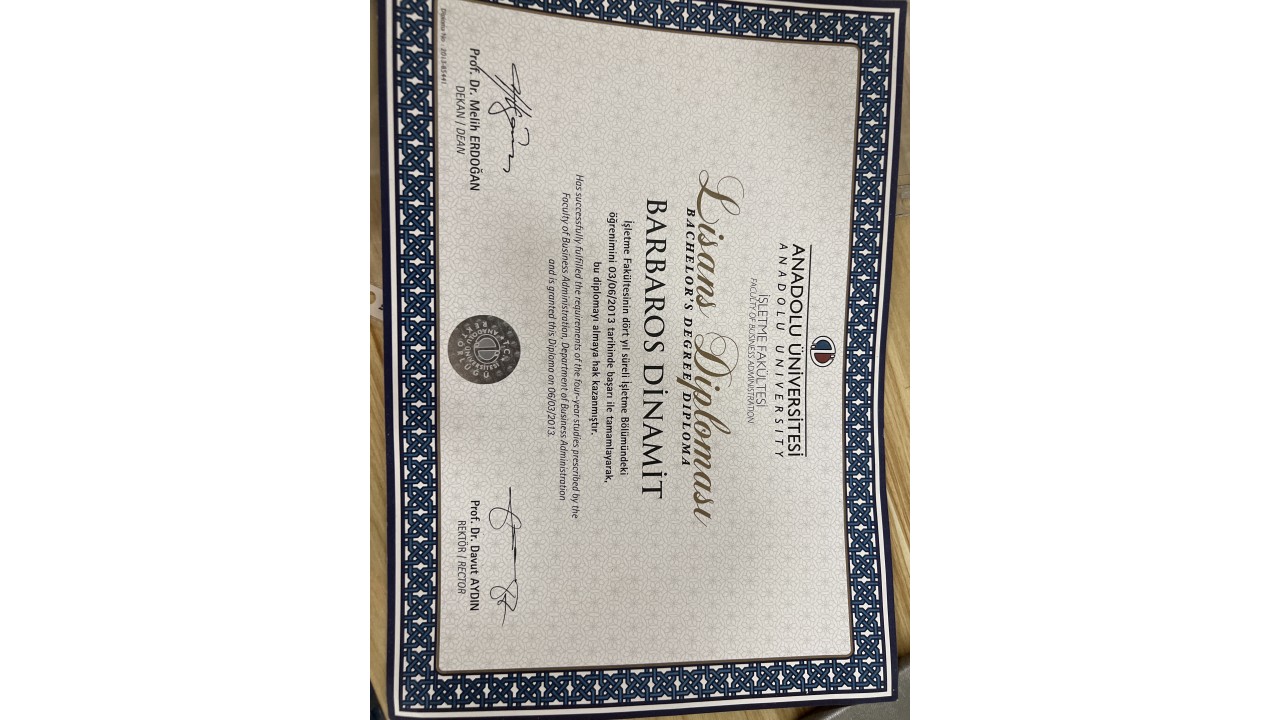 ANADOLU ÜNİVERSİTESİ
ANADOLU UNIVERSITY
İŞLETME FAKÜLTESİ
FACULTY OF BUSINESS ADMINISTRATION
Lisans Diploması
BACHELOR'S DEGREE DIPLOMA
BARBAROS DİNAMİT
İşletme Fakültesinin dört yıl süreli İşletme Bölümündeki
öğrenimini 03/06/2013 tarihinde başarı ile tamamlayarak,
bu diplomayı almaya hak kazanmıştır.
Has successfully fulfilled the requirements of the four-year studies prescribed by the
Faculty of Business Administration, Department of Business Administration
and is granted this Diploma on 06/03/2013.
Prof. Dr. Melih ERDOĞAN
DEKAN / DEAN
Prof. Dr. Davut AYDIN
REKTÖR / RECTOR
Diploma No : 2013-85441